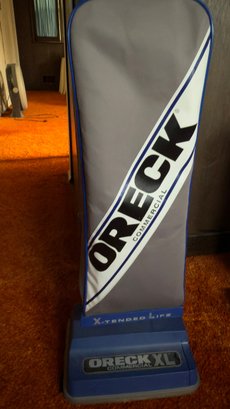 ORECK®
COMMERCIAL
X-TENDED LIFE
ORECK XL
COMMERCIAL